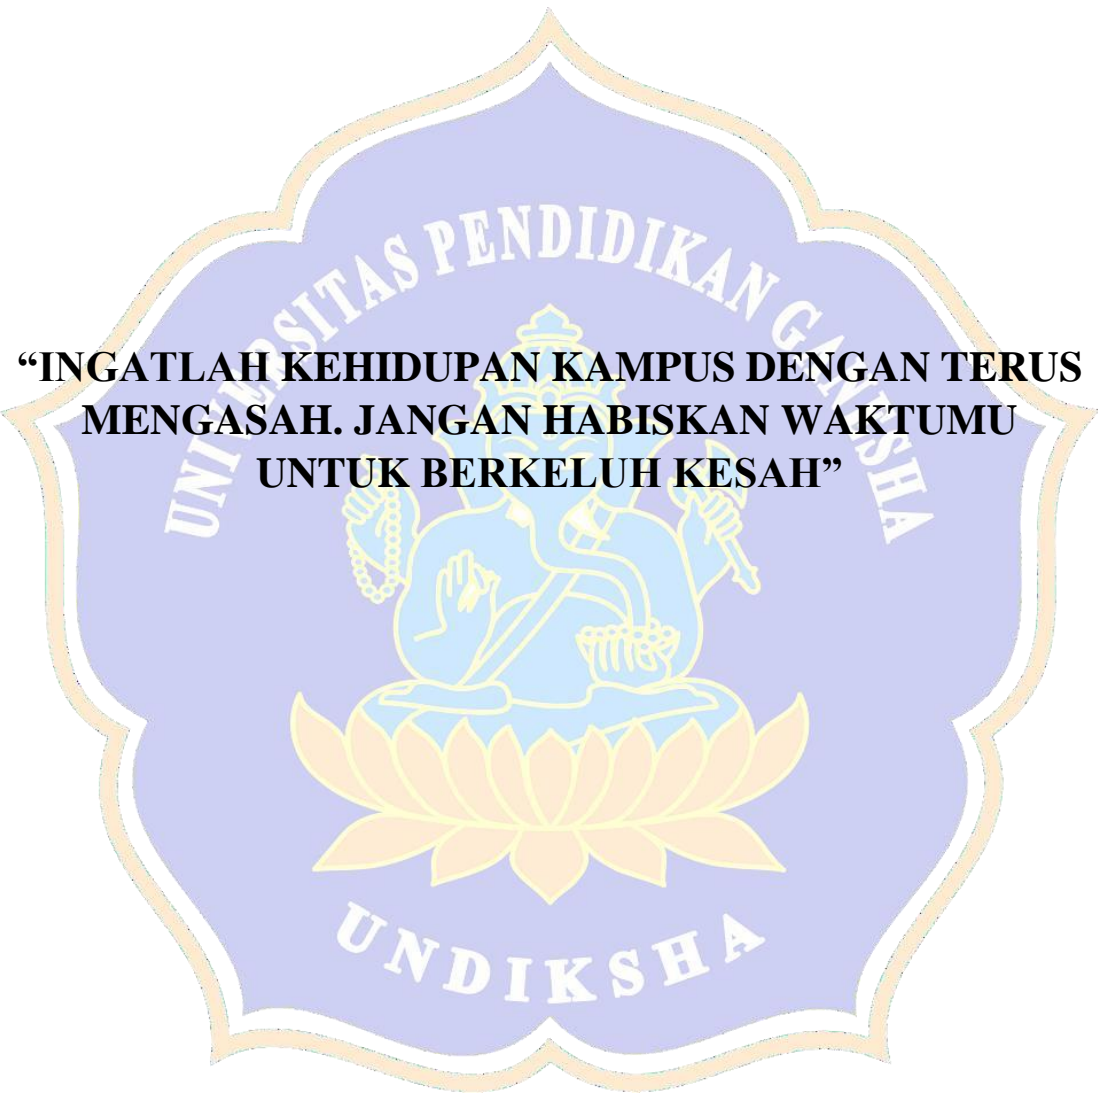 UNIVERSITAS PENDIDIKAN GANESHA
“INGATLAH KEHIDUPAN KAMPUS DENGAN TERUS
MENGASAH. JANGAN HABISKAN WAKTUMU
UNTUK BERKELUH KESAH”
UNDIKSHA